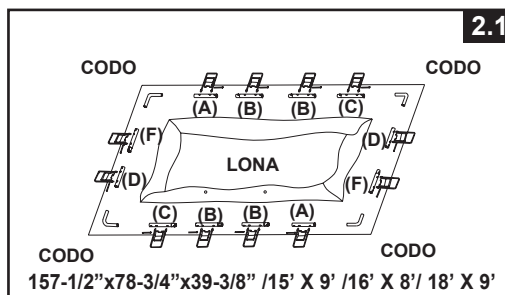 2.1
CODO CODO
(A) (B) (B) (C)
(F) (D)
LONA
(D) (F)
(C) (B) (B) (A)
CODO CODO
157-1/2”x78-3/4”x39-3/8” /15’ X 9’ /16’ X 8’/ 18’ X 9’